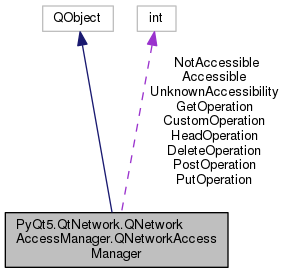 QObject
int
NotAccessible
Accessible
UnknownAccessibility
GetOperation
CustomOperation
HeadOperation
DeleteOperation
PostOperation
PutOperation
PyQt5.QtNetwork.QNetwork
AccessManager.QNetworkAccess
Manager